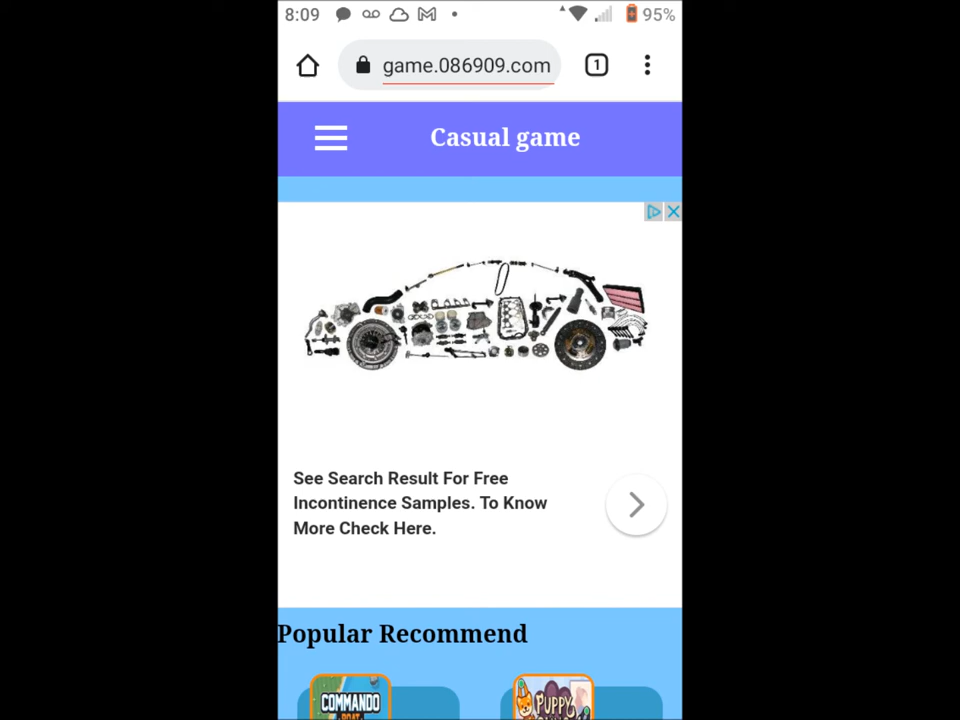 8:09
95%
game.086909.com
1
Casual game
See Search Result For Free
Incontinence Samples. To Know
More Check Here.
Popular Recommend
COMMANDO
BOAT
PUPPY